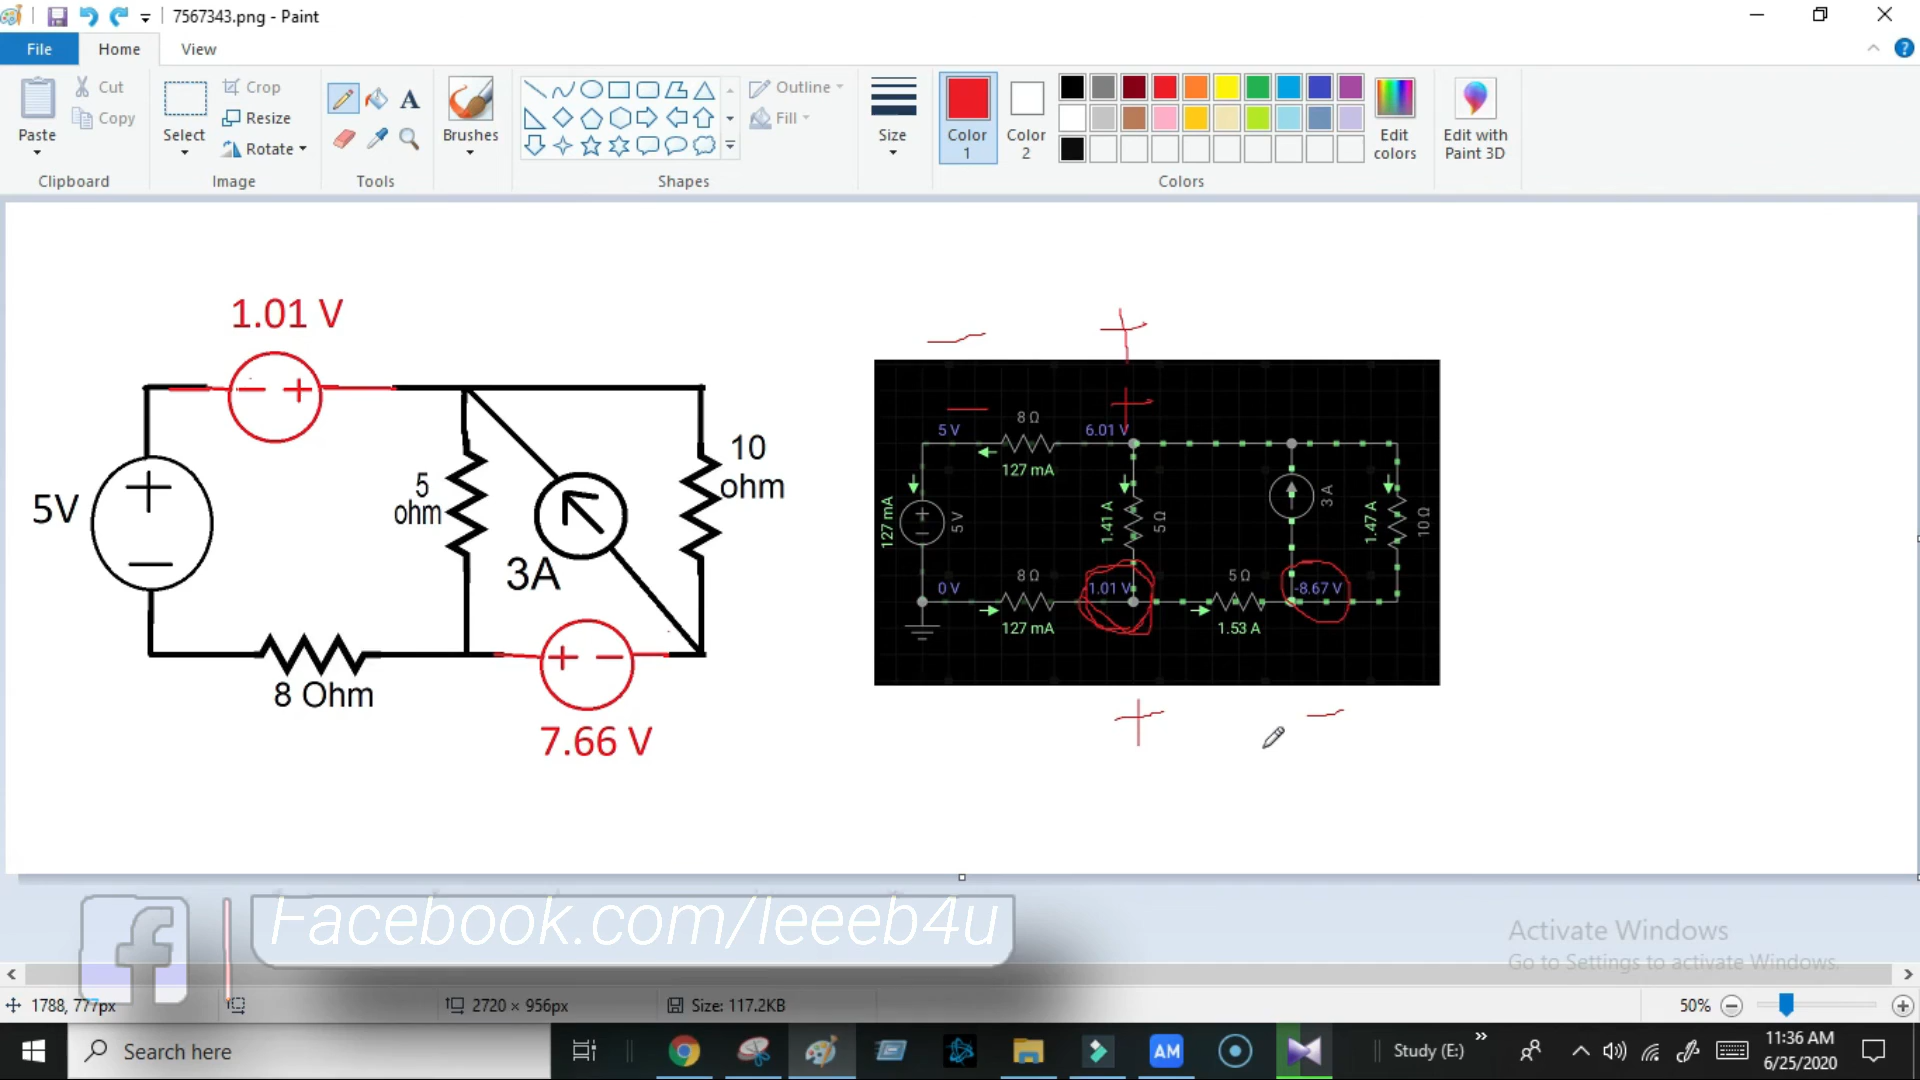 7567343.png - Paint
File
Home
View
Paste
Cut
Copy
Clipboard
Select
Crop
Resize
Rotate
Image
A
Tools
Brushes
Shapes
Outline
Fill
Size
Color 1
Color 2
Edit colors
Edit with Paint 3D
Colors
1.01 V
- +
5V
+
-
5 ohm
3A
10 ohm
8 Ohm
+ -
7.66 V
- +
- +
8 Ω
5 V
6.01 V
127 mA
127 mA
5 V
1.41 A
5 Ω
3 A
1.47 A
10 Ω
0 V
8 Ω
1.01 V
5 Ω
-8.67 V
127 mA
1.53 A
+ -
f
Facebook.com/Ieeeb4u
Activate Windows
Go to Settings to activate Windows.
1788, 777px
2720 × 956px
Size: 117.2KB
50%
Search here
AM
Study (E:)
11:36 AM
6/25/2020